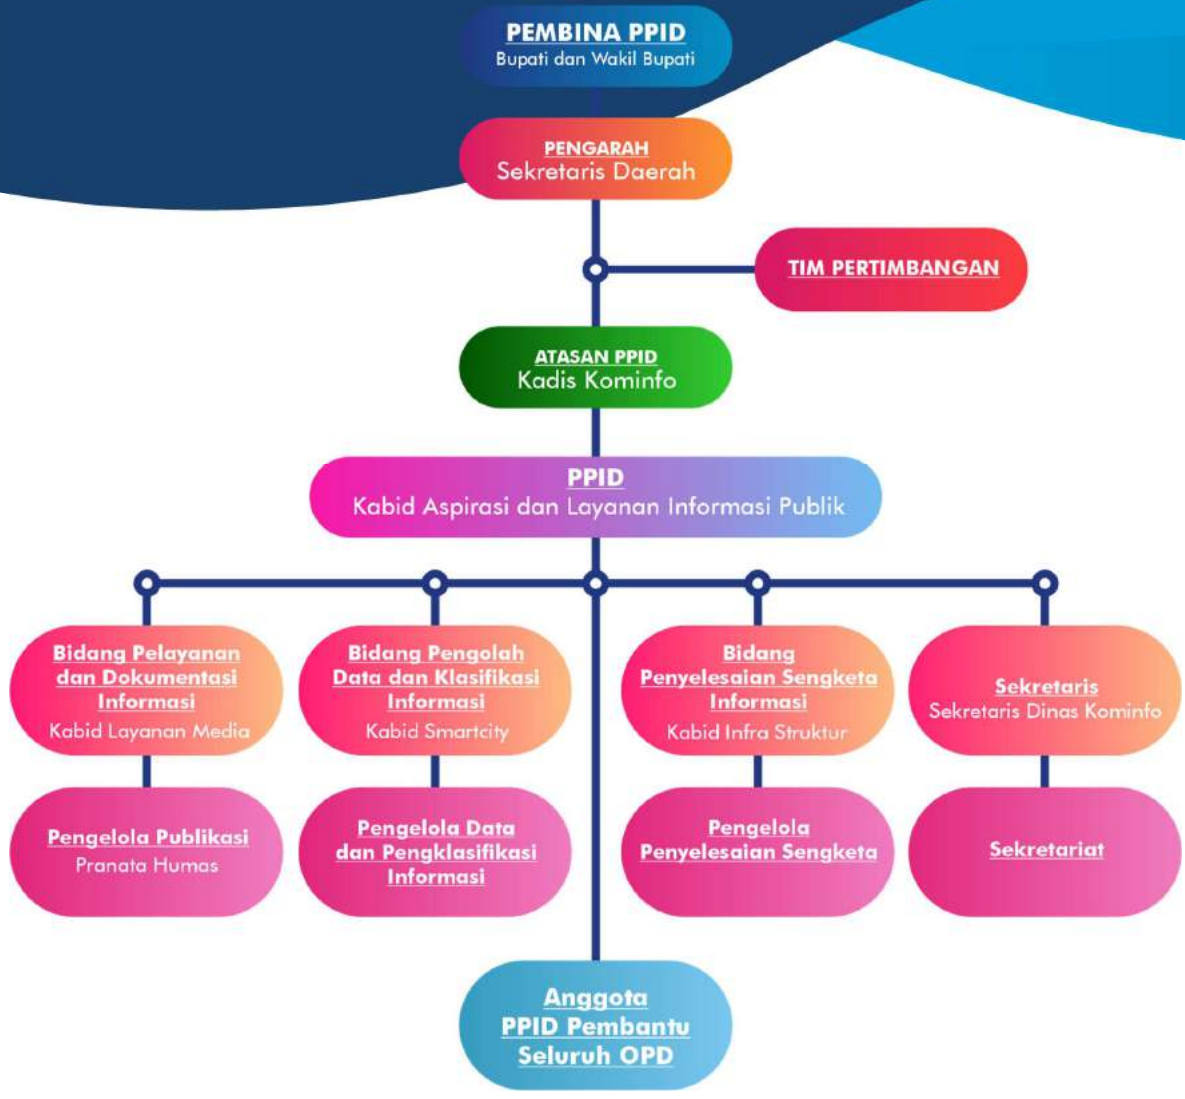 PEMBINA PPID
Bupati dan Wakil Bupati
PENGARAH
Sekretaris Daerah
TIM PERTIMBANGAN
ATASAN PPID
Kadis Kominfo
PPID
Kabid Aspirasi dan Layanan Informasi Publik
Bidang Pelayanan
dan Dokumentasi
Informasi
Kabid Layanan Media
Bidang Pengolah
Data dan Klasifikasi
Informasi
Kabid Smartcity
Bidang
Penyelesaian Sengketa
Informasi
Kabid Infra Struktur
Sekretaris
Sekretaris Dinas Kominfo
Pengelola Publikasi
Pranata Humas
Pengelola Data
dan Pengklasifikasi
Informasi
Pengelola
Penyelesaian Sengketa
Sekretariat
Anggota
PPID Pembantu
Seluruh OPD